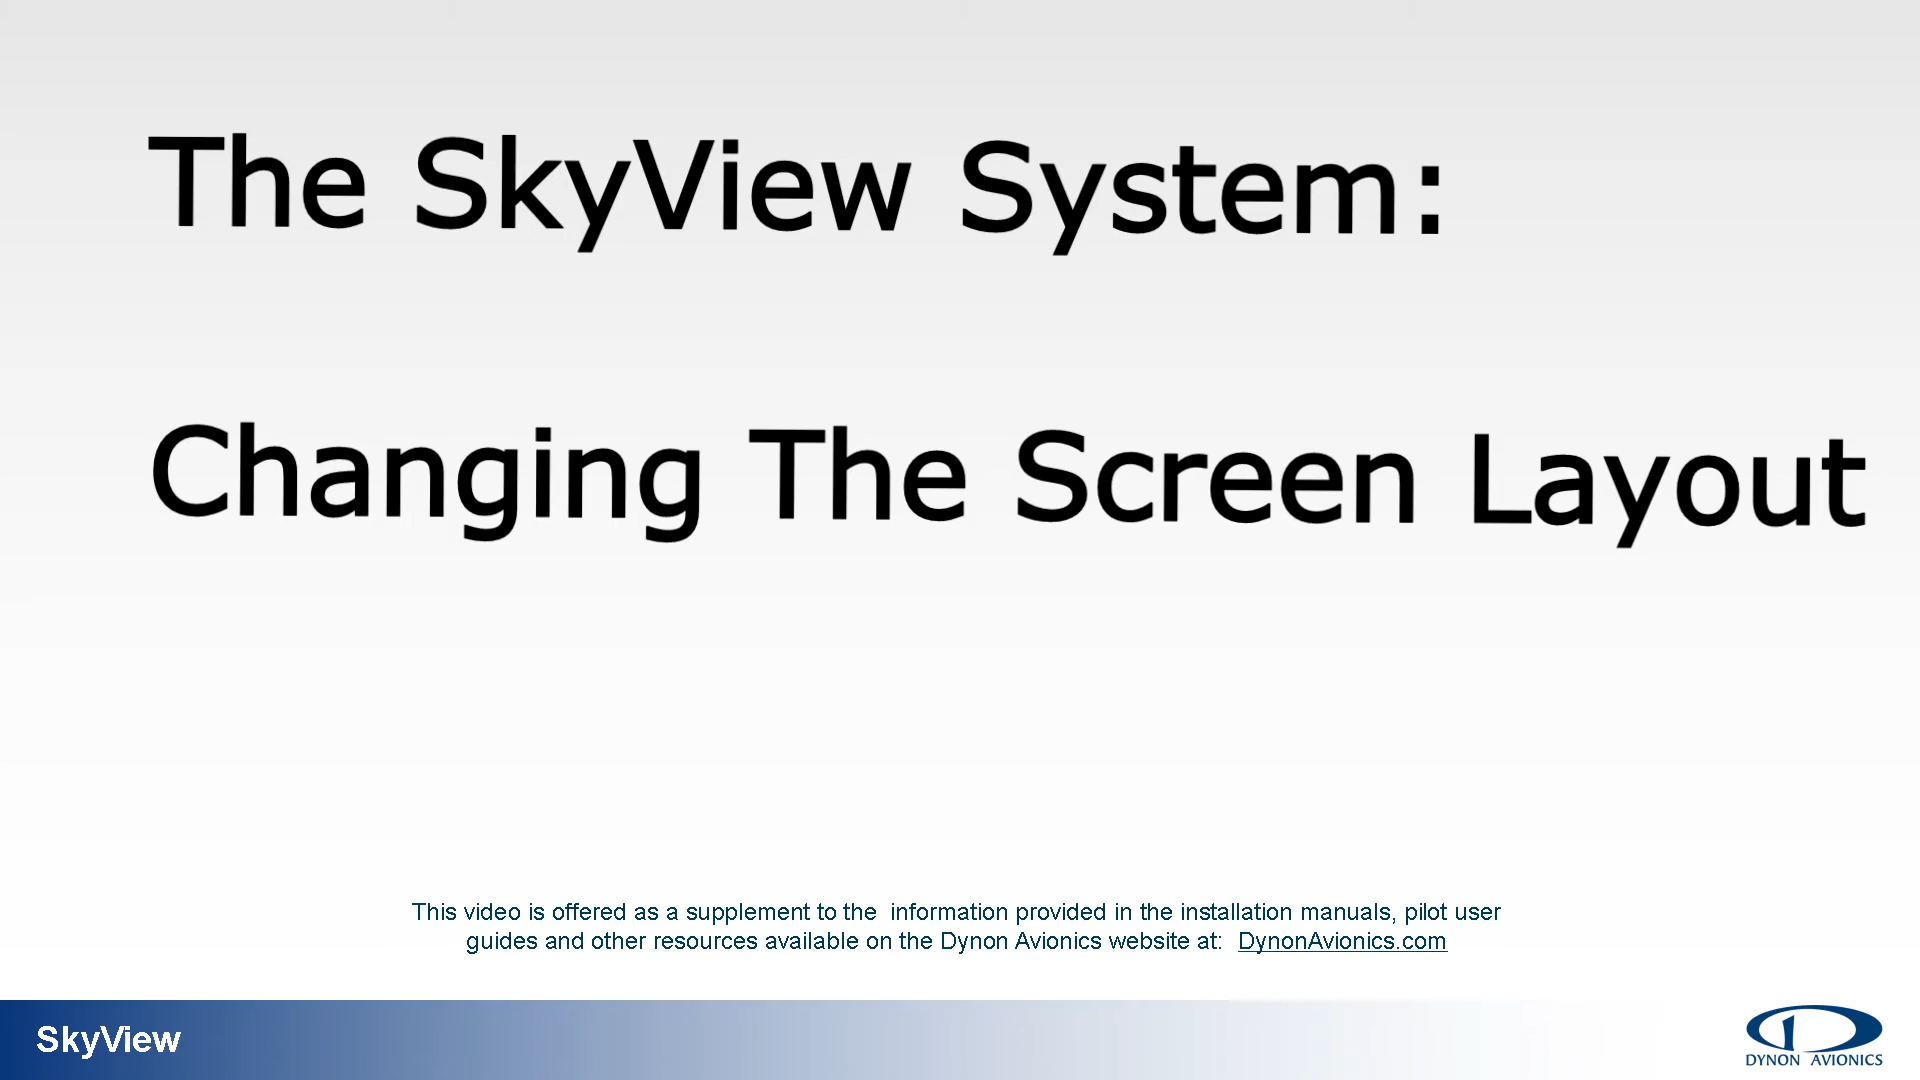 The SkyView System:
Changing The Screen Layout
This video is offered as a supplement to the  information provided in the installation manuals, pilot user
guides and other resources available on the Dynon Avionics website at:  DynonAvionics.com
SkyView
DYNON AVIONICS